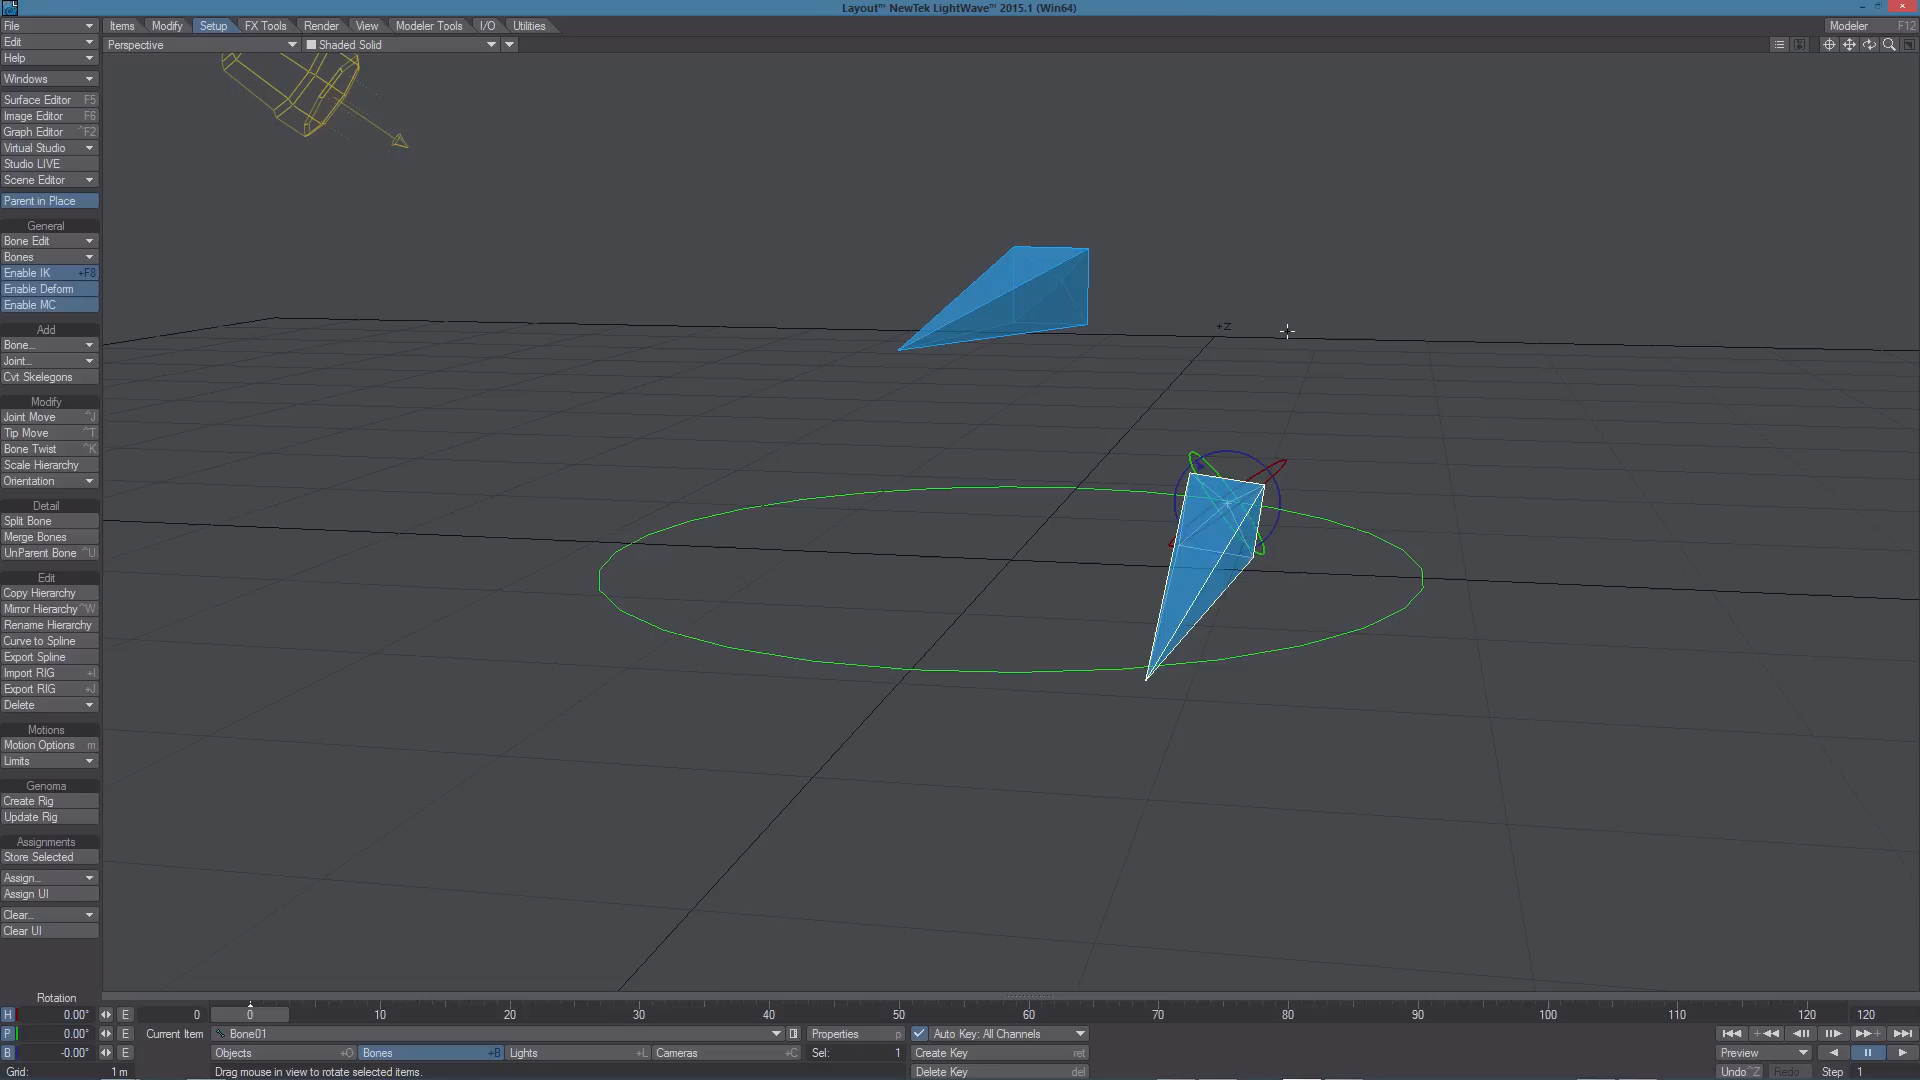 Layout™ NewTek LightWave™ 2015.1 (Win64)
File
Items Modify Setup FX Tools Render View Modeler Tools I/O Utilities
Modeler F12
Edit
Perspective Shaded Solid
Help
Windows
Surface Editor F5
Image Editor F6
Graph Editor ^F2
Virtual Studio
Studio LIVE
Scene Editor
Parent in Place
General
Bone Edit
Bones
Enable IK +F8
Enable Deform
Enable MC
Add
Bone...
Joint...
Cvt Skelegons
Modify
Joint Move ^J
Tip Move ^T
Bone Twist ^K
Scale Hierarchy
Orientation
Detail
Split Bone
Merge Bones
UnParent Bone ^U
Edit
Copy Hierarchy
Mirror Hierarchy ^W
Rename Hierarchy
Curve to Spline
Export Spline
Import RIG +I
Export RIG +J
Delete
Motions
Motion Options m
Limits
Genoma
Create Rig
Update Rig
Assignments
Store Selected
Assign...
Assign UI
Clear...
Clear UI
+Z
Rotation
H 0.00° E 0 0 10 20 30 40 50 60 70 80 90 100 110 120 120
P 0.00° E Current Item Bone01 Properties p Auto Key: All Channels
B -0.00° E Objects +O Bones +B Lights +L Cameras +C Sel: 1 Create Key ret Preview
Grid: 1 m Drag mouse in view to rotate selected items. Delete Key del Undo ^Z Redo Step 1